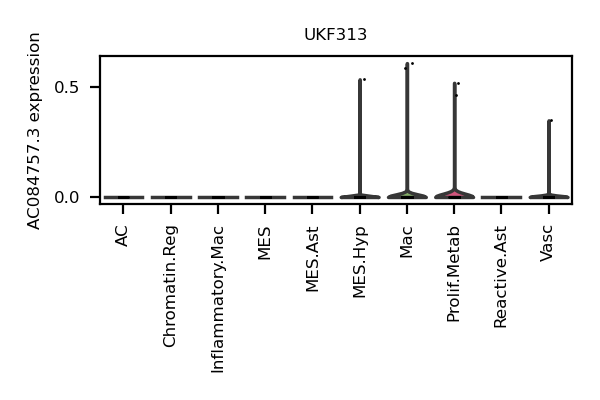 UKF313
AC084757.3 expression
0.5
0.0
AC
Chromatin.Reg
Inflammatory.Mac
MES
MES.Ast
MES.Hyp
Mac
Prolif.Metab
Reactive.Ast
Vasc